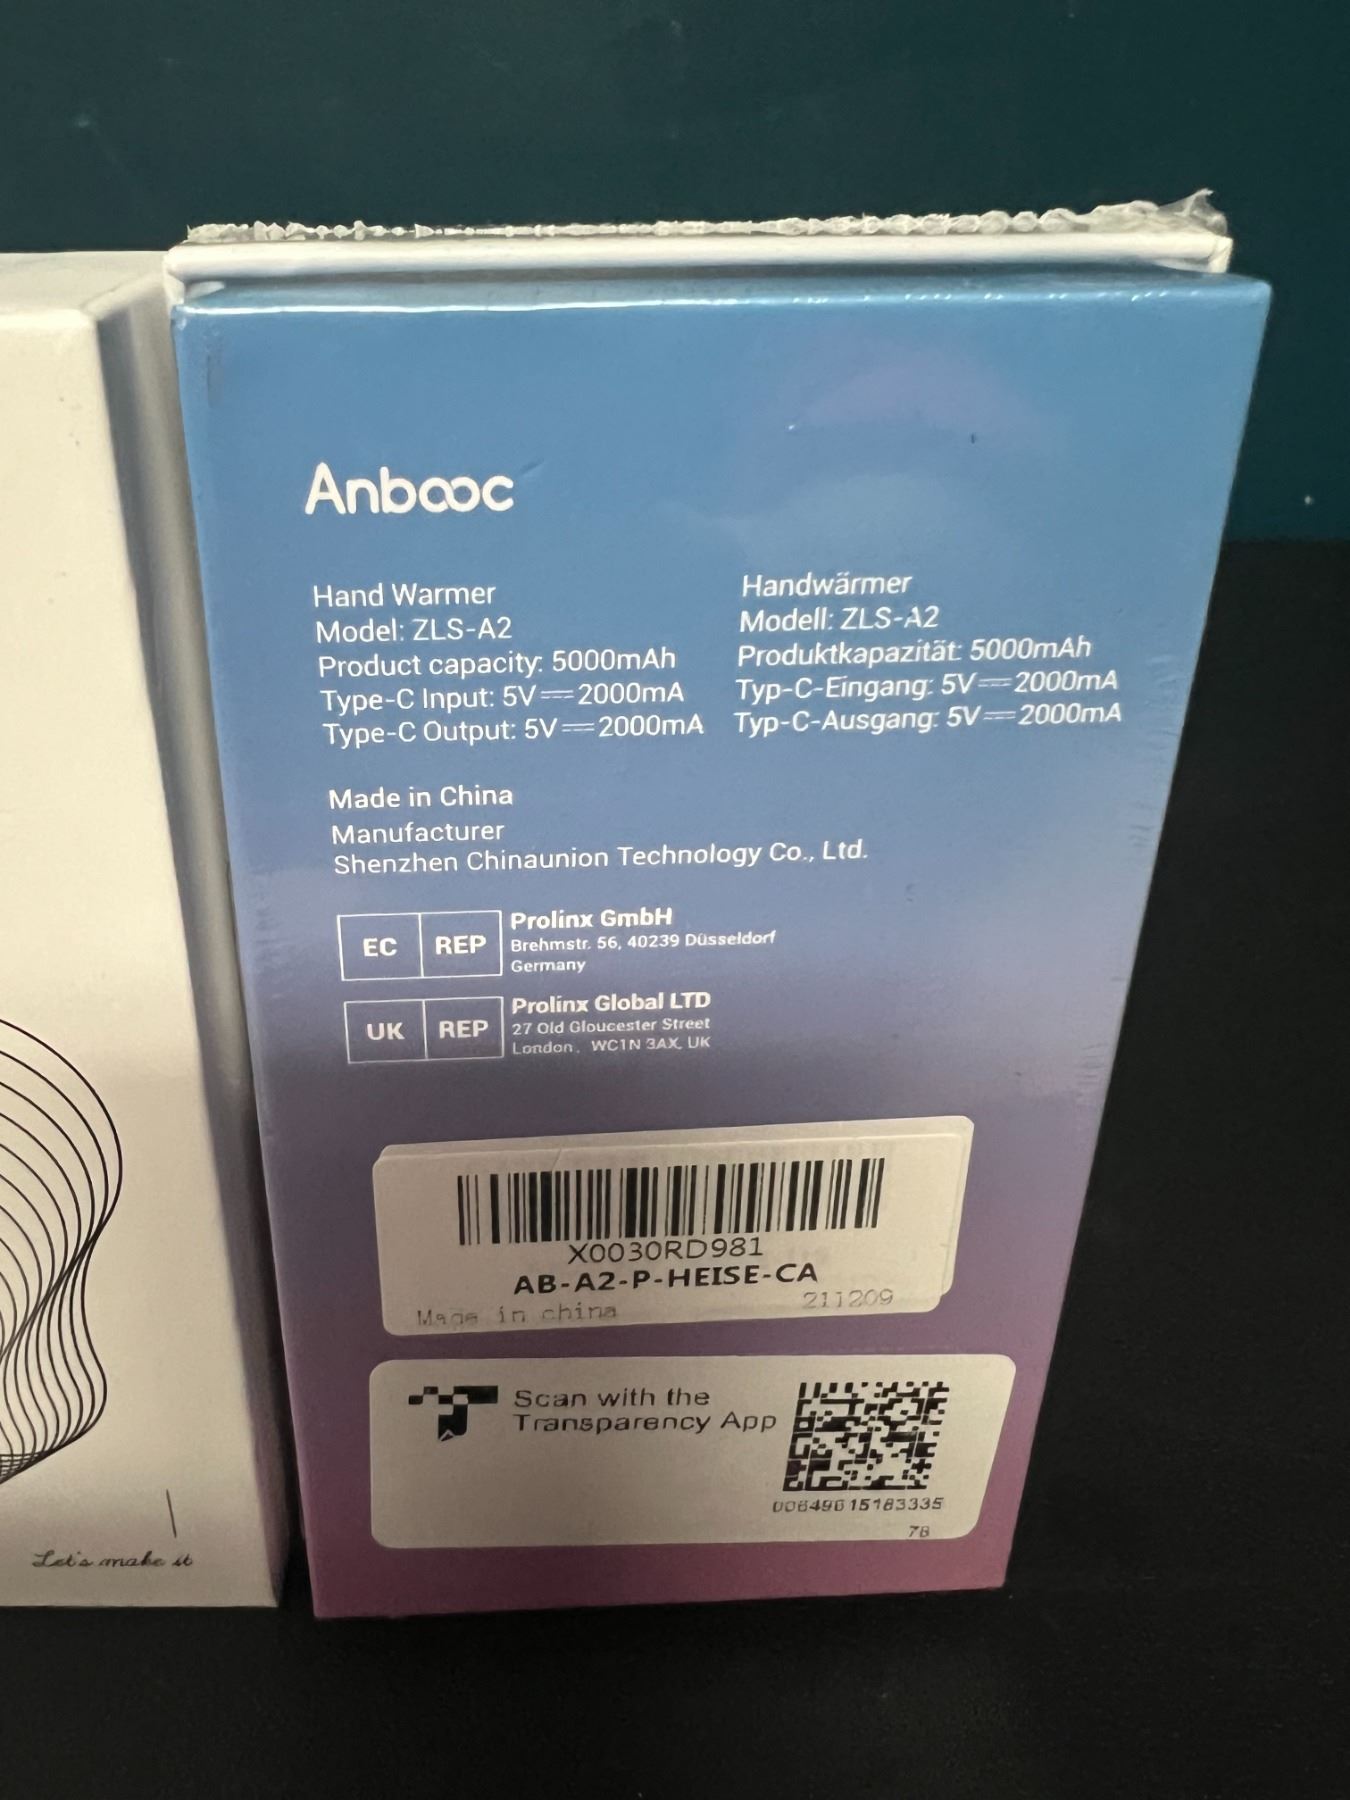 Anbooc
Hand Warmer
Model: ZLS-A2
Product capacity: 5000mAh
Type-C Input: 5V⎓2000mA
Type-C Output: 5V⎓2000mA
Handwärmer
Modell: ZLS-A2
Produktkapazität: 5000mAh
Typ-C-Eingang: 5V⎓2000mA
Typ-C-Ausgang: 5V⎓2000mA
Made in China
Manufacturer
Shenzhen Chinaunion Technology Co., Ltd.
EC REP
Prolinx GmbH
Brehmstr. 56, 40239 Düsseldorf
Germany
UK REP
Prolinx Global LTD
27 Old Gloucester Street
London, WC1N 3AX, UK
X0030RD981
AB-A2-P-HEISE-CA
Made in china 211209
Scan with the
Transparency App
78
Let's make it